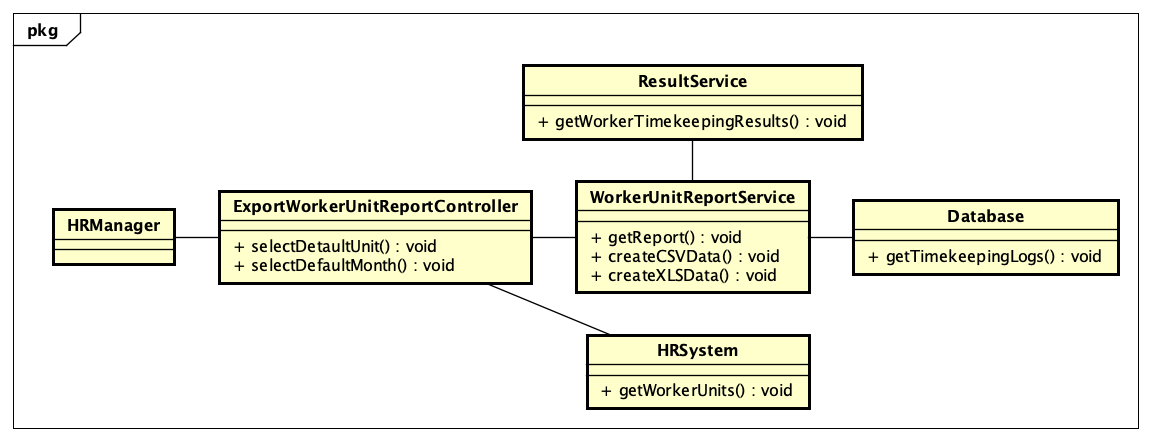 pkg
ResultService
+ getWorkerTimekeepingResults() : void
HRManager
ExportWorkerUnitReportController
+ selectDetaultUnit() : void
+ selectDefaultMonth() : void
WorkerUnitReportService
+ getReport() : void
+ createCSVData() : void
+ createXLSData() : void
Database
+ getTimekeepingLogs() : void
HRSystem
+ getWorkerUnits() : void